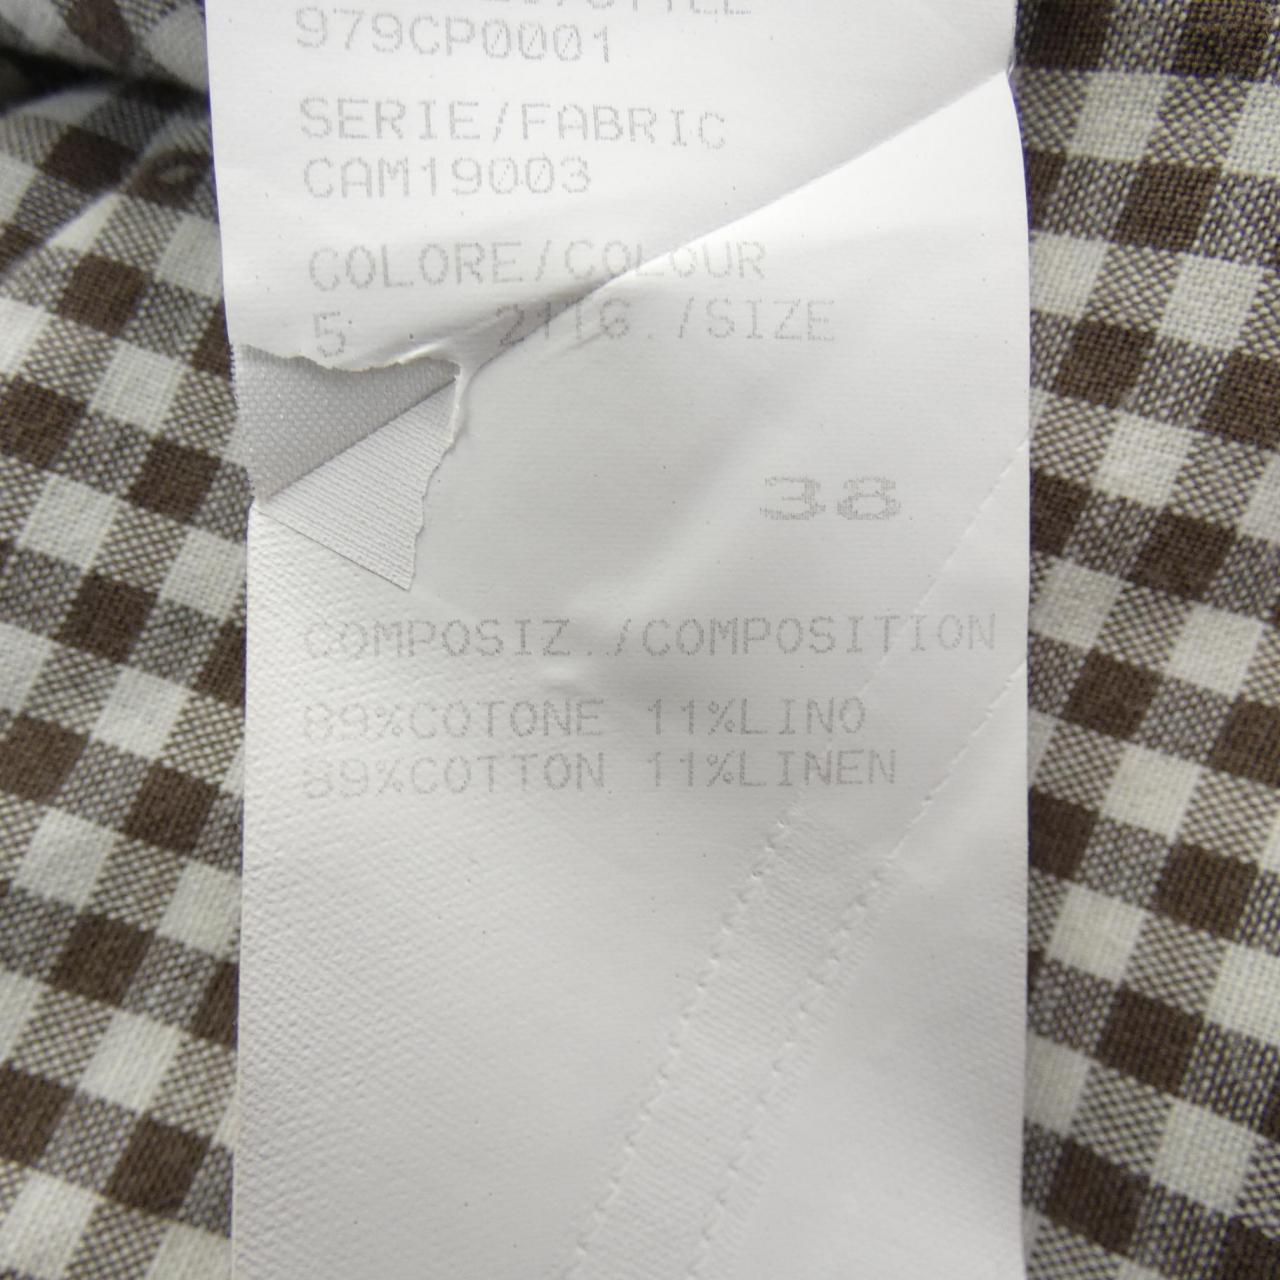 979CP0001
SERIE/FABRIC
CAM19003
COLORE/COLOUR
5 21TG./SIZE
38
COMPOSIZ./COMPOSITION
89%COTONE 11%LINO
89%COTTON 11%LINEN